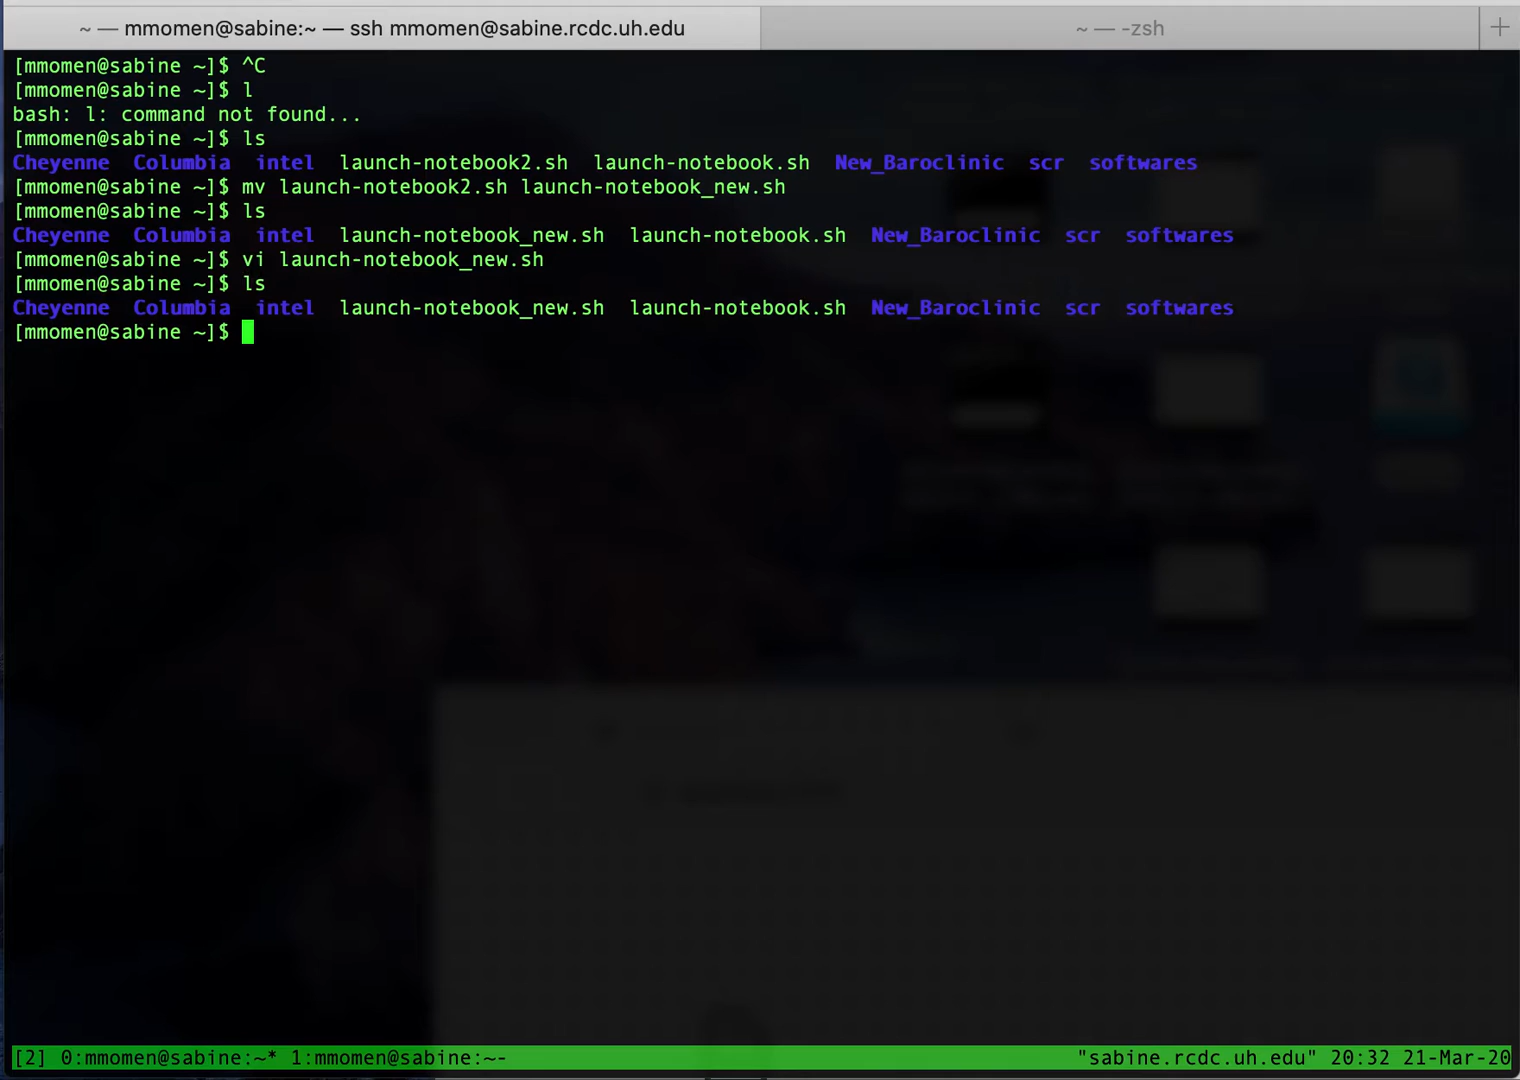 ~ — mmomen@sabine:~ — ssh mmomen@sabine.rcdc.uh.edu
~ — -zsh
[mmomen@sabine ~]$ ^C
[mmomen@sabine ~]$ l
bash: l: command not found...
[mmomen@sabine ~]$ ls
Cheyenne Columbia intel launch-notebook2.sh launch-notebook.sh New_Baroclinic scr softwares
[mmomen@sabine ~]$ mv launch-notebook2.sh launch-notebook_new.sh
[mmomen@sabine ~]$ ls
Cheyenne Columbia intel launch-notebook_new.sh launch-notebook.sh New_Baroclinic scr softwares
[mmomen@sabine ~]$ vi launch-notebook_new.sh
[mmomen@sabine ~]$ ls
Cheyenne Columbia intel launch-notebook_new.sh launch-notebook.sh New_Baroclinic scr softwares
[mmomen@sabine ~]$
[2] 0:mmomen@sabine:~* 1:mmomen@sabine:~- "sabine.rcdc.uh.edu" 20:32 21-Mar-20